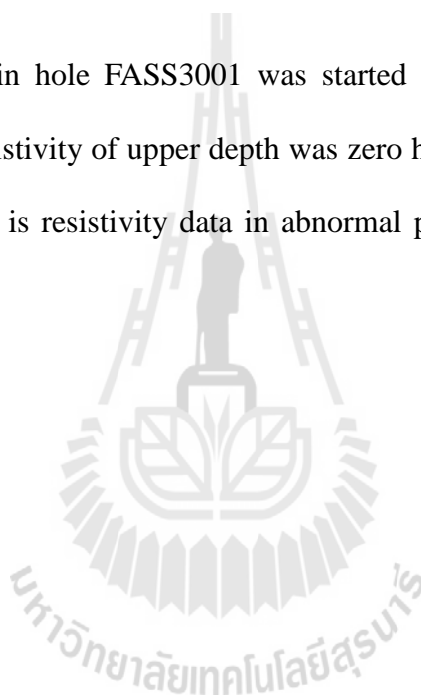 in hole FASS3001 was started
istivity of upper depth was zero h
is resistivity data in abnormal p
มหาวิทยาลัยเทคโนโลยีสุรนารี